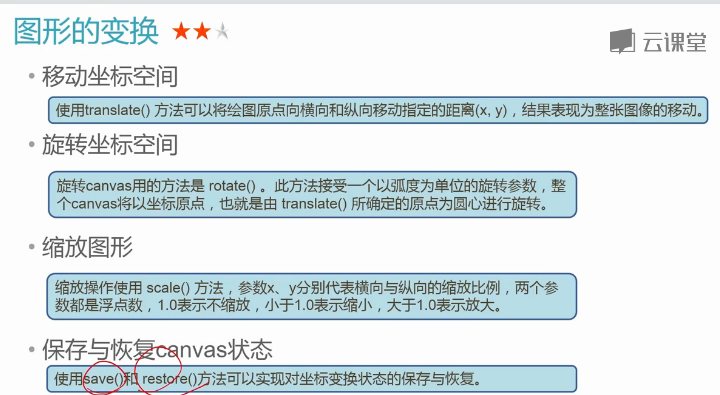 图形的变换
云课堂
• 移动坐标空间
使用translate() 方法可以将绘图原点向横向和纵向移动指定的距离(x, y)，结果表现为整张图像的移动。
• 旋转坐标空间
旋转canvas用的方法是 rotate() 。此方法接受一个以弧度为单位的旋转参数，整
个canvas将以坐标原点，也就是由 translate() 所确定的原点为圆心进行旋转。
• 缩放图形
缩放操作使用 scale() 方法，参数x、y分别代表横向与纵向的缩放比例，两个参
数都是浮点数，1.0表示不缩放，小于1.0表示缩小，大于1.0表示放大。
• 保存与恢复canvas状态
使用save()和 restore()方法可以实现对坐标变换状态的保存与恢复。